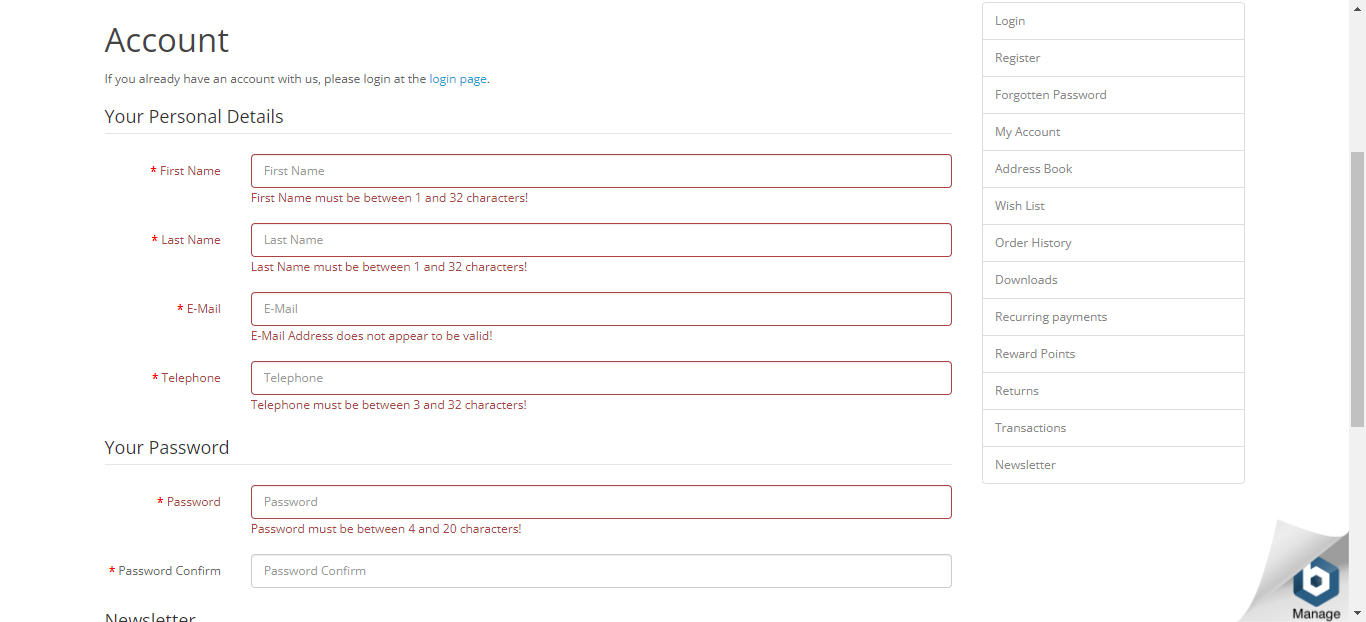 Account
If you already have an account with us, please login at the login page.
Your Personal Details
* First Name
First Name
First Name must be between 1 and 32 characters!
* Last Name
Last Name
Last Name must be between 1 and 32 characters!
* E-Mail
E-Mail
E-Mail Address does not appear to be valid!
* Telephone
Telephone
Telephone must be between 3 and 32 characters!
Your Password
* Password
Password
Password must be between 4 and 20 characters!
* Password Confirm
Password Confirm
Newsletter
Login
Register
Forgotten Password
My Account
Address Book
Wish List
Order History
Downloads
Recurring payments
Reward Points
Returns
Transactions
Newsletter
b
Manage